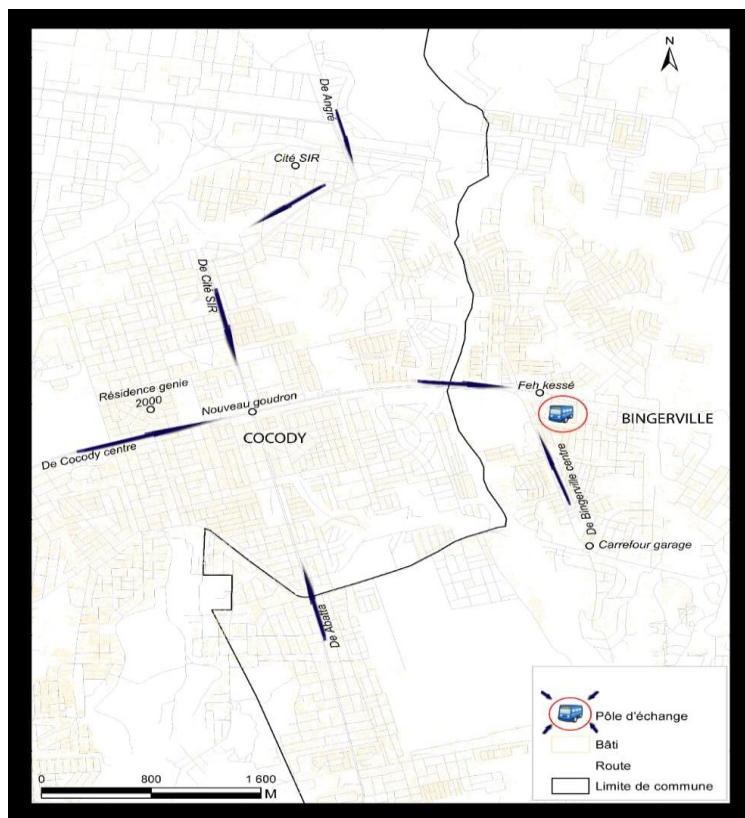 N
De Angré
Cité SIR
De Cité SIR
Résidence genie
2000
Nouveau goudron
De Cocody centre
COCODY
Feh kessé
BINGERVILLE
De Bingerville centre
Carrefour garage
De Abatta
Pôle d'échange
Bâti
Route
Limite de commune
0 800 1 600
M